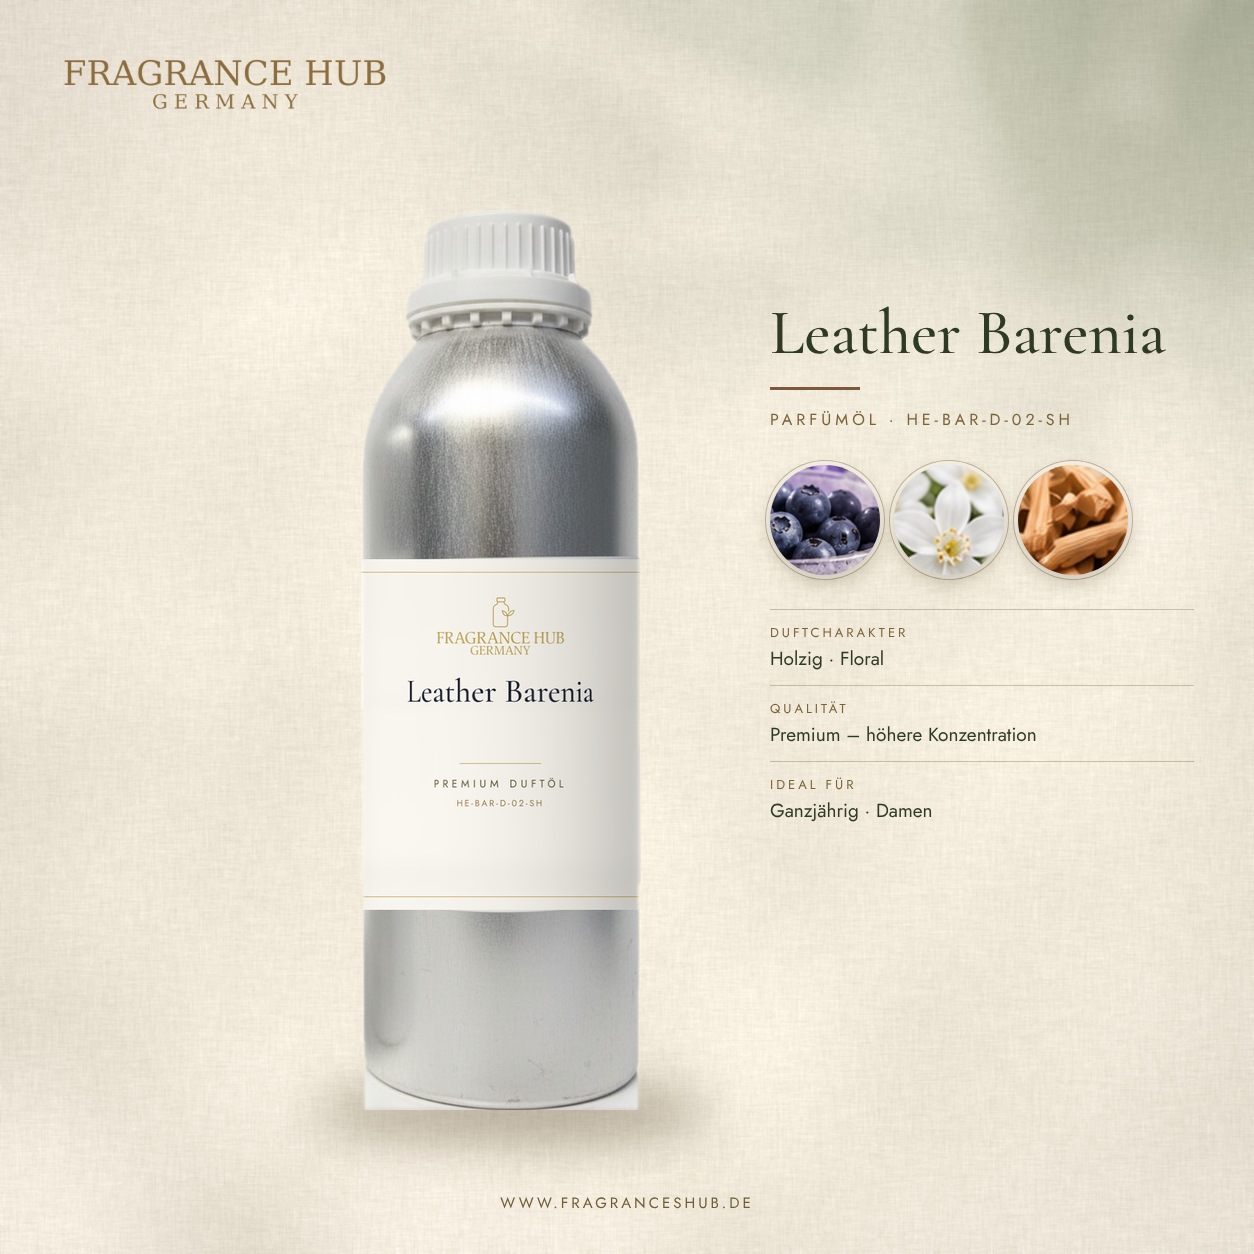 FRAGRANCE HUB
GERMANY
Leather Barenia
PARFÜMÖL · HE-BAR-D-02-SH
DUFTCHARAKTER
Holzig · Floral
QUALITÄT
Premium – höhere Konzentration
IDEAL FÜR
Ganzjährig · Damen
FRAGRANCE HUB
GERMANY
Leather Barenia
PREMIUM DUFTÖL
HE-BAR-D-02-SH
WWW.FRAGRANCESHUB.DE